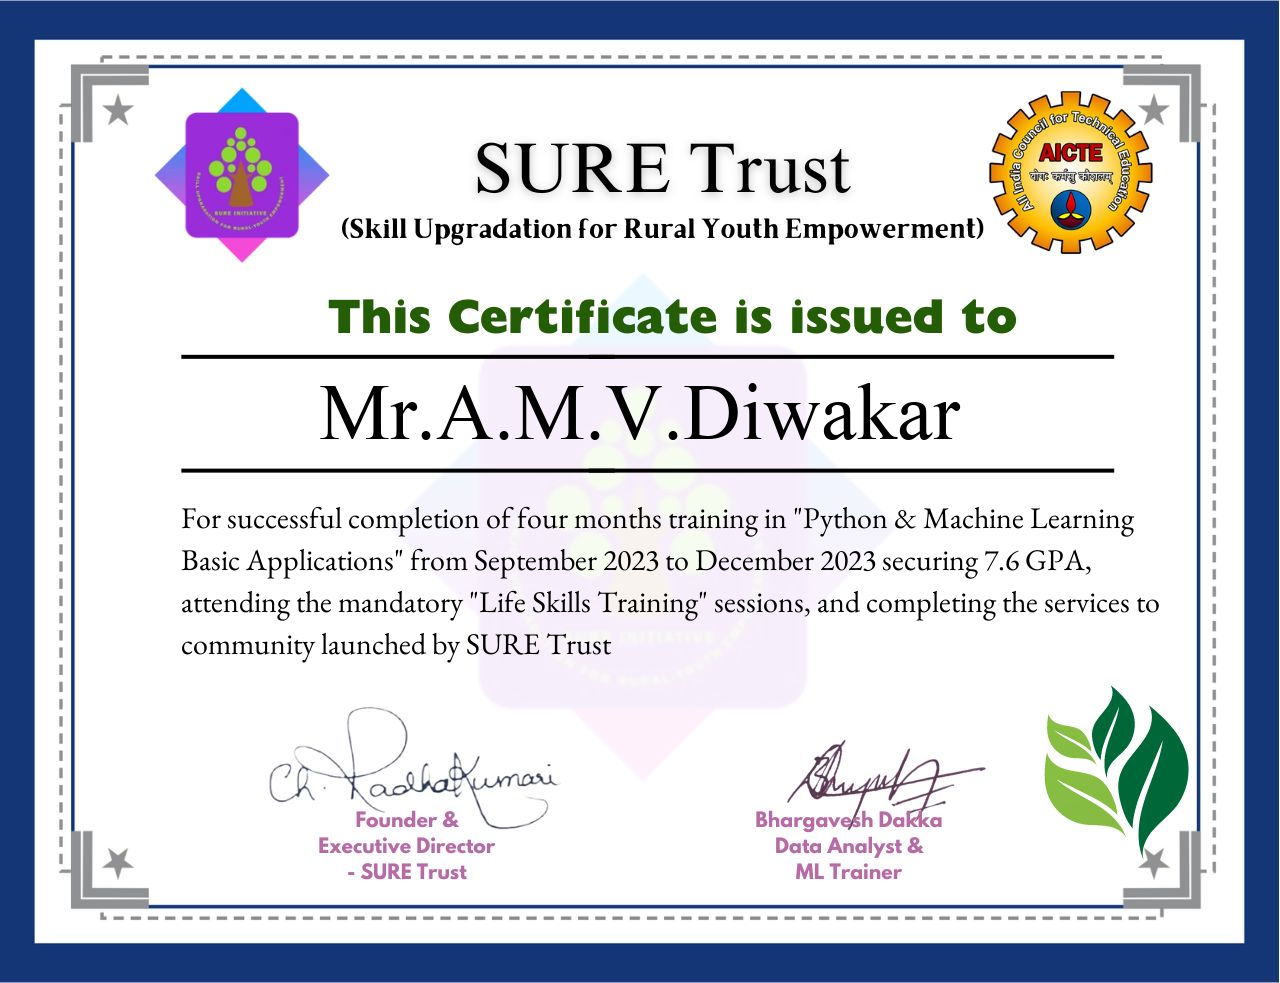 SURE Trust
(Skill Upgradation for Rural Youth Empowerment)
SURE INITIATIVE
SKILL UPGRADATION FOR RURAL-YOUTH EMPOWERMENT
All India Council for Technical Education
AICTE
योगः कर्मसु कौशलम्
This Certificate is issued to
Mr.A.M.V.Diwakar
For successful completion of four months training in "Python & Machine Learning
Basic Applications" from September 2023 to December 2023 securing 7.6 GPA,
attending the mandatory "Life Skills Training" sessions, and completing the services to
community launched by SURE Trust
Ch. RadhaKumari
Founder &
Executive Director
- SURE Trust
Bhargavesh Dakka
Data Analyst &
ML Trainer